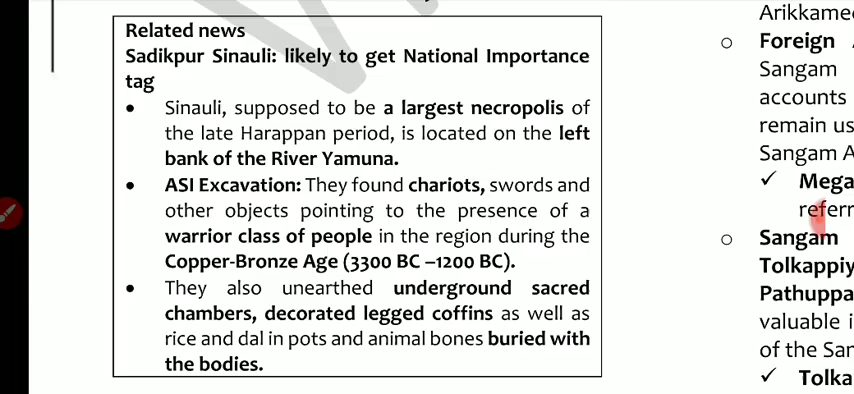 Related news
Sadikpur Sinauli: likely to get National Importance
tag
• Sinauli, supposed to be a largest necropolis of
the late Harappan period, is located on the left
bank of the River Yamuna.
• ASI Excavation: They found chariots, swords and
other objects pointing to the presence of a
warrior class of people in the region during the
Copper-Bronze Age (3300 BC –1200 BC).
• They also unearthed underground sacred
chambers, decorated legged coffins as well as
rice and dal in pots and animal bones buried with
the bodies.
Arikkame
o Foreign
Sangam
accounts
remain us
Sangam A
✓ Mega
referr
o Sangam
Tolkappiy
Pathuppa
valuable i
of the San
✓ Tolka